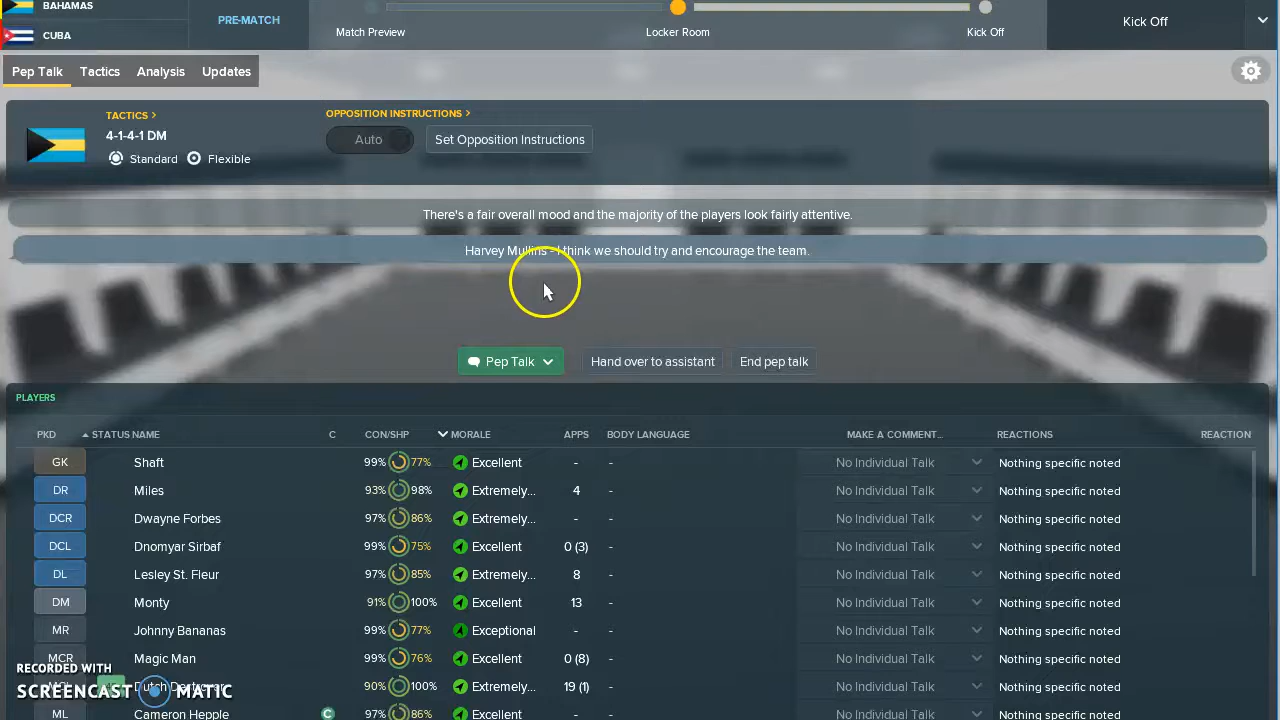 BAHAMAS
CUBA
PRE-MATCH
Match Preview
Locker Room
Kick Off
Kick Off
Pep Talk
Tactics
Analysis
Updates
TACTICS >
4-1-4-1 DM
Standard
Flexible
OPPOSITION INSTRUCTIONS >
Auto
Set Opposition Instructions
There's a fair overall mood and the majority of the players look fairly attentive.
Harvey Mullins - I think we should try and encourage the team.
Pep Talk
Hand over to assistant
End pep talk
PLAYERS
PKD STATUS NAME C CON/SHP MORALE APPS BODY LANGUAGE MAKE A COMMENT... REACTIONS REACTION
GK Shaft 99% 77% Excellent - - No Individual Talk Nothing specific noted
DR Miles 93% 98% Extremely... 4 - No Individual Talk Nothing specific noted
DCR Dwayne Forbes 97% 86% Extremely... - - No Individual Talk Nothing specific noted
DCL Dnomyar Sirbaf 99% 75% Excellent 0 (3) - No Individual Talk Nothing specific noted
DL Lesley St. Fleur 97% 85% Extremely... 8 - No Individual Talk Nothing specific noted
DM Monty 91% 100% Excellent 13 - No Individual Talk Nothing specific noted
MR Johnny Bananas 99% 77% Exceptional - - No Individual Talk Nothing specific noted
MCR Magic Man 99% 76% Excellent 0 (8) - No Individual Talk Nothing specific noted
Dutch 90% 100% Extremely... 19 (1) - No Individual Talk Nothing specific noted
ML Cameron Hepple C 97% 86% Excellent - - No Individual Talk Nothing specific noted
RECORDED WITH
SCREENCAST MATIC